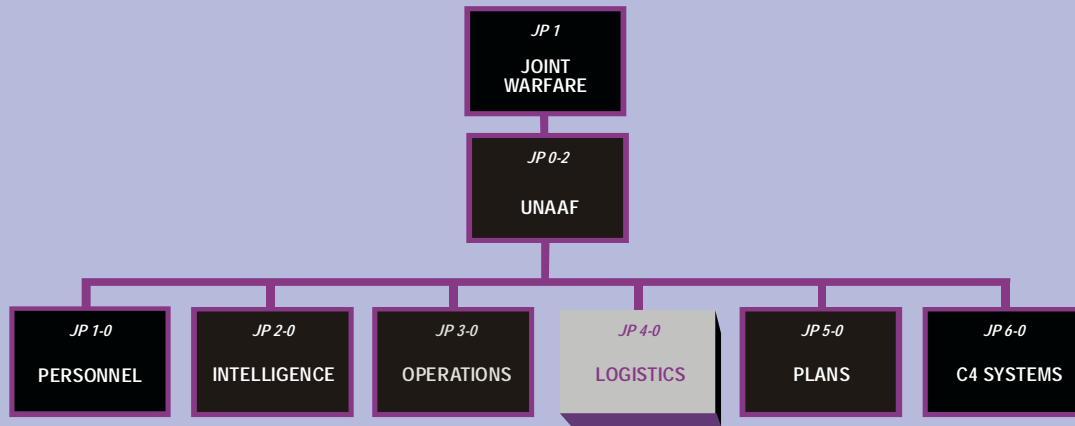 JP 1
JOINT
WARFARE
JP 0-2
UNAAF
JP 1-0
PERSONNEL
JP 2-0
INTELLIGENCE
JP 3-0
OPERATIONS
JP 4-0
LOGISTICS
JP 5-0
PLANS
JP 6-0
C4 SYSTEMS